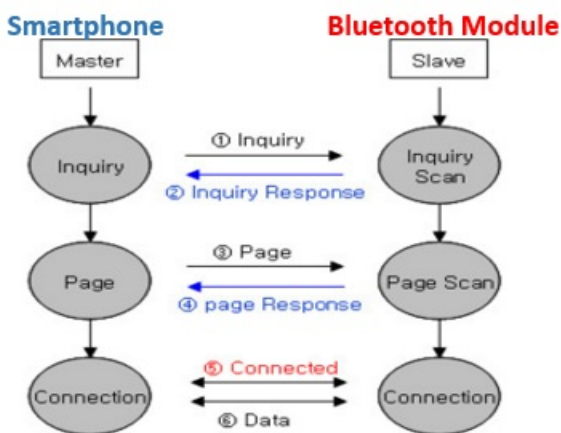 Smartphone
Bluetooth Module
Master
Slave
① Inquiry
Inquiry
Inquiry
Scan
② Inquiry Response
③ Page
Page
Page Scan
④ page Response
⑤ Connected
Connection
Connection
⑥ Data